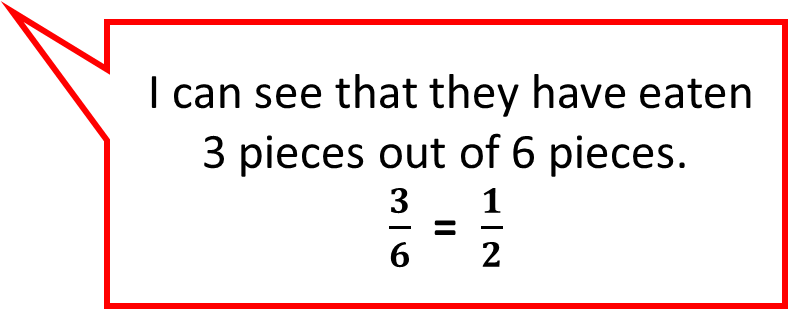 I can see that they have eaten
3 pieces out of 6 pieces.
3/6 = 1/2